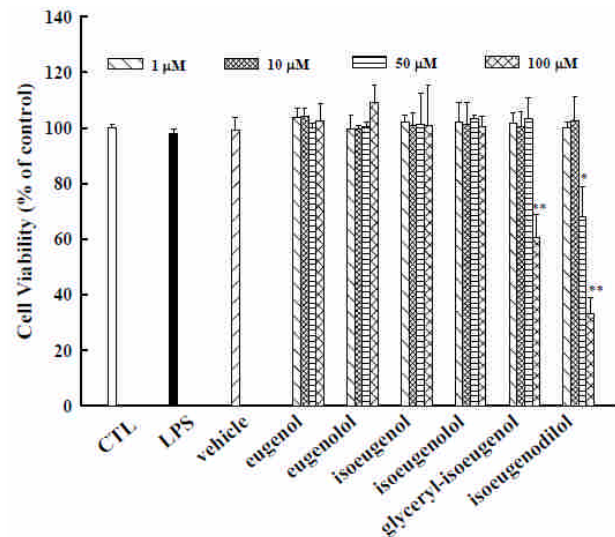 140
120
100
80
60
40
20
0
Cell Viability (% of control)
1 μM
10 μM
50 μM
100 μM
**
*
**
CTL
LPS
vehicle
eugenol
eugenolol
isoeugenol
isoeugenolol
glyceryl-isoeugenol
isoeugenodilol